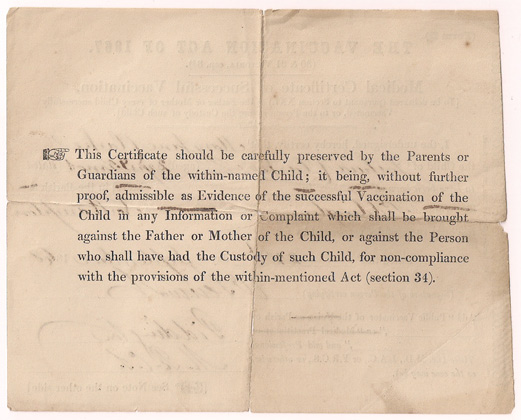 This Certificate should be carefully preserved by the Parents or
Guardians of the within-named Child; it being, without further
proof, admissible as Evidence of the successful Vaccination of the
Child in any Information or Complaint which shall be brought
against the Father or Mother of the Child, or against the Person
who shall have had the Custody of such Child, for non-compliance
with the provisions of the within-mentioned Act (section 34).